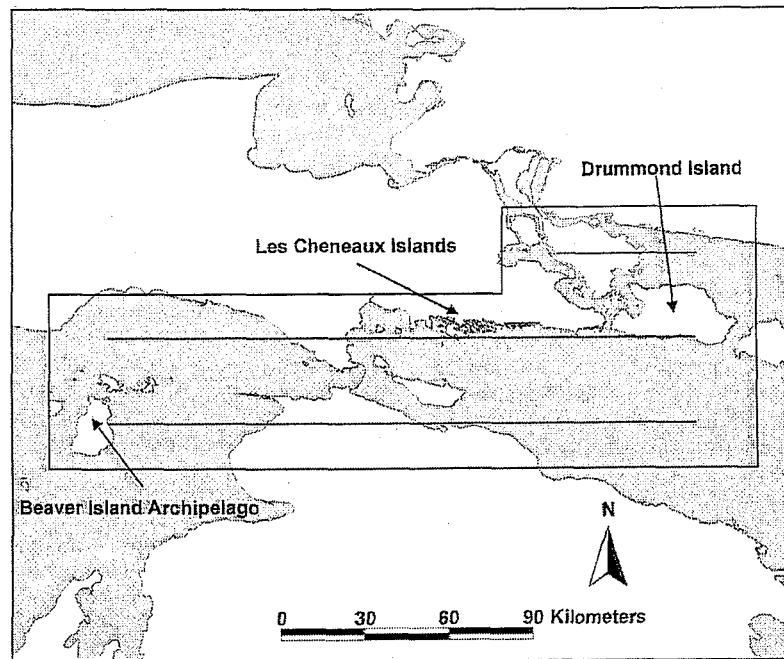 Drummond Island
Les Cheneaux Islands
Beaver Island Archipelago
N
0 30 60 90 Kilometers